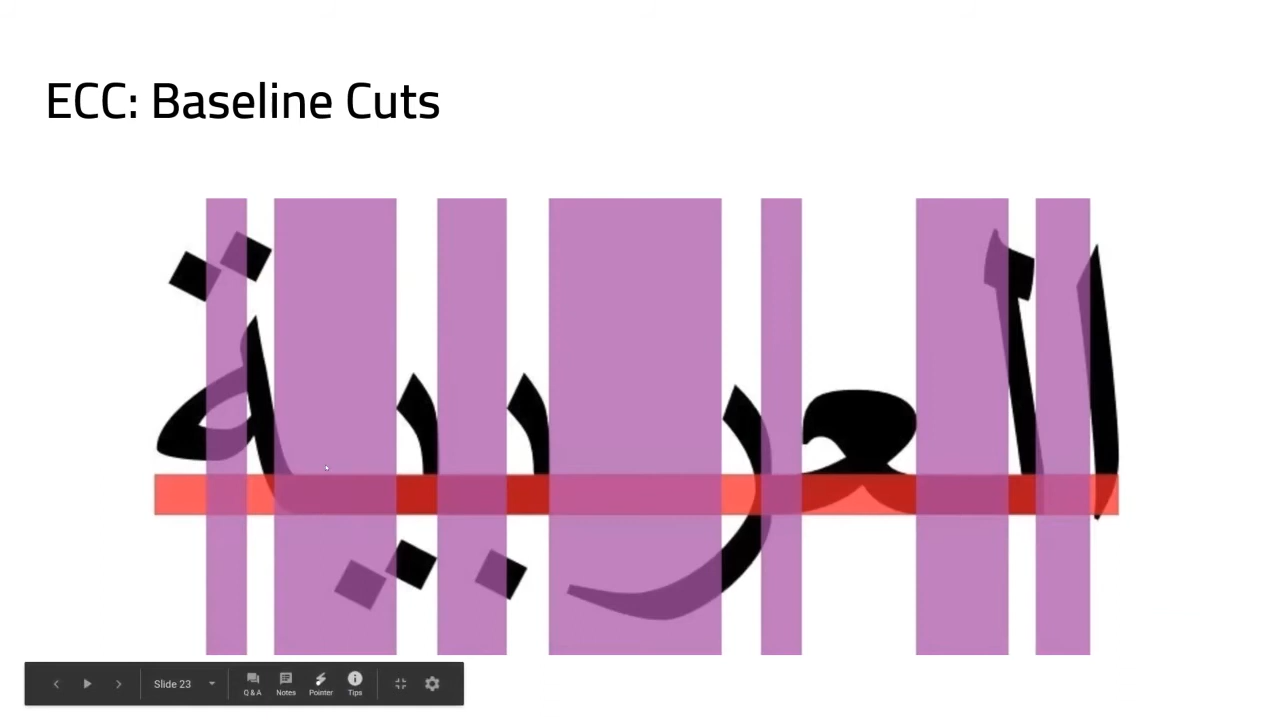 ECC: Baseline Cuts
العربية
Slide 23
Q & A Notes Pointer Tips